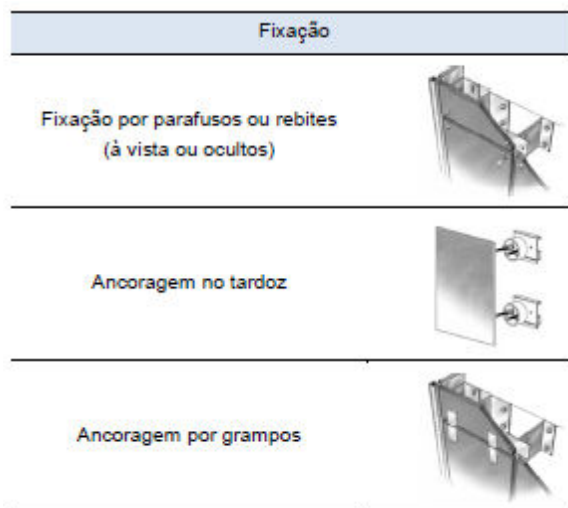 Fixação
Fixação por parafusos ou rebites
(à vista ou ocultos)
Ancoragem no tardoz
Ancoragem por grampos